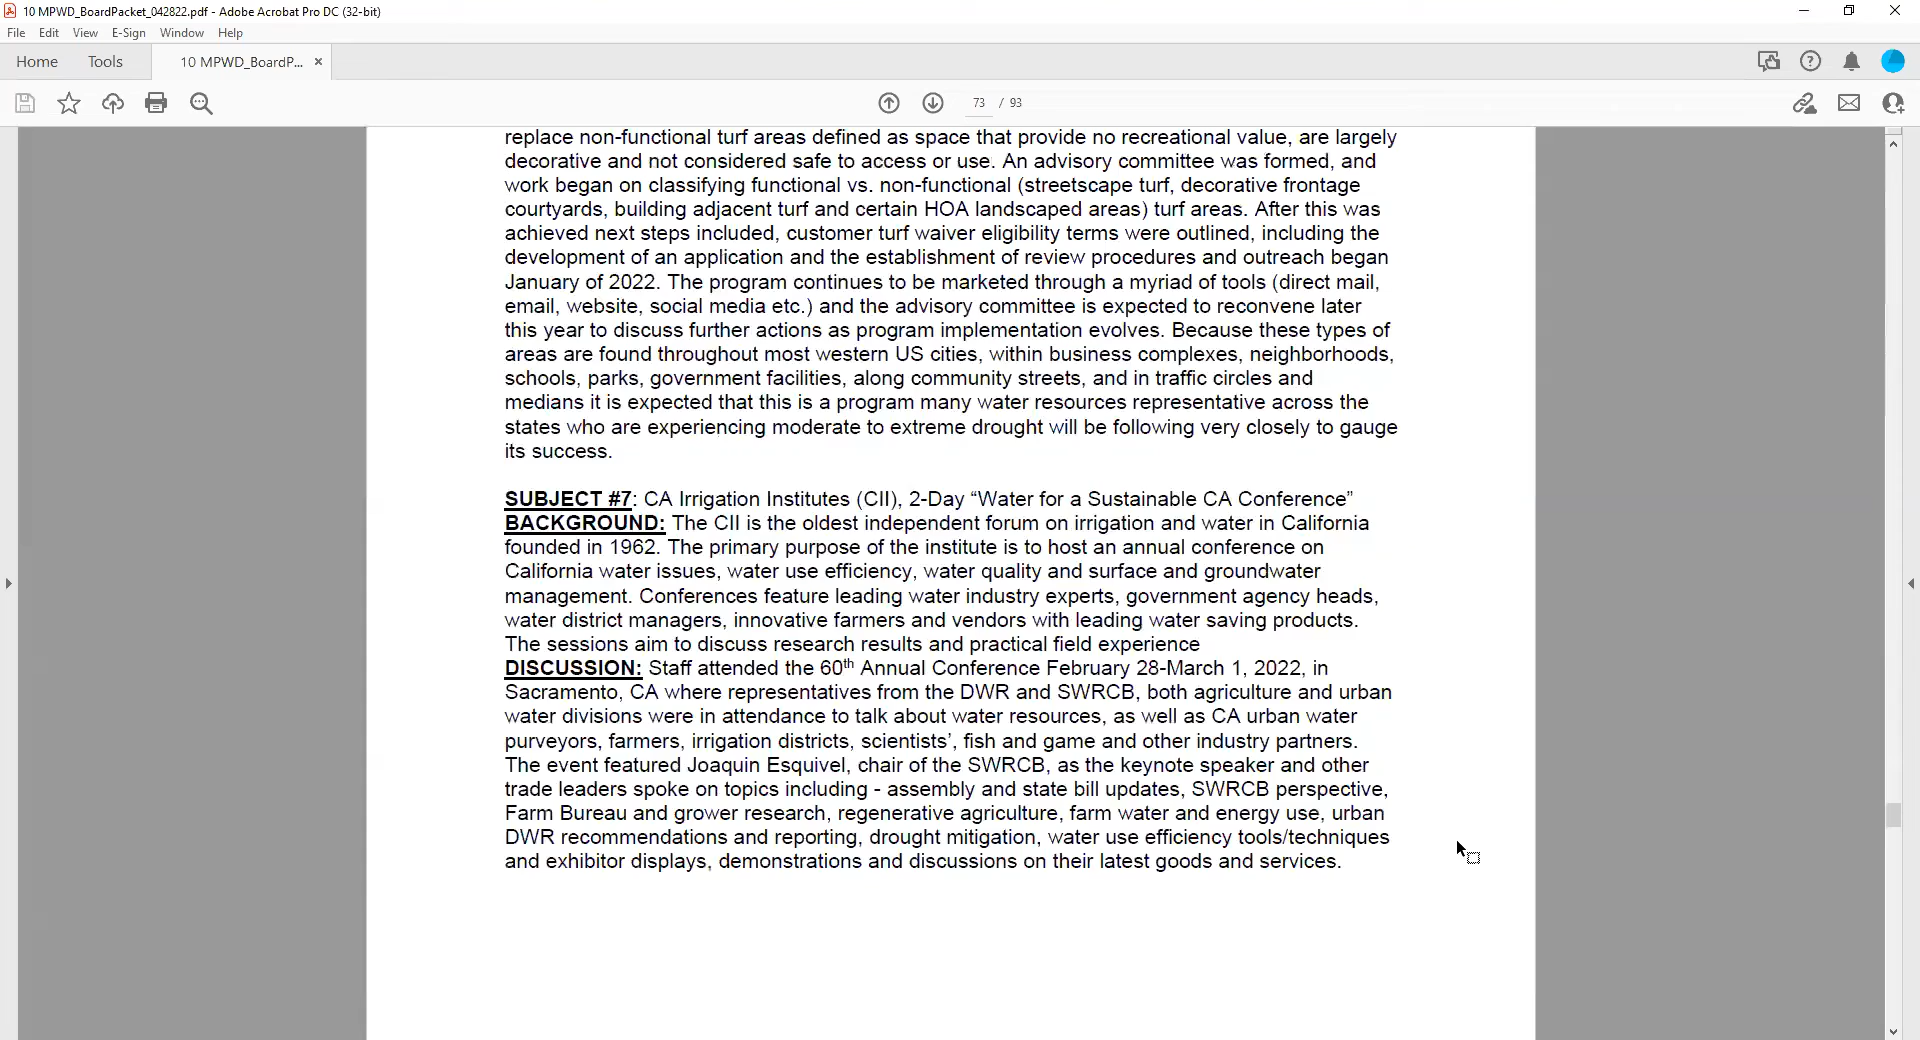 10 MPWD_BoardPacket_042822.pdf - Adobe Acrobat Pro DC (32-bit)
File Edit View E-Sign Window Help
Home Tools 10 MPWD_BoardP... ×
73 / 93
replace non-functional turf areas defined as space that provide no recreational value, are largely
decorative and not considered safe to access or use. An advisory committee was formed, and
work began on classifying functional vs. non-functional (streetscape turf, decorative frontage
courtyards, building adjacent turf and certain HOA landscaped areas) turf areas. After this was
achieved next steps included, customer turf waiver eligibility terms were outlined, including the
development of an application and the establishment of review procedures and outreach began
January of 2022. The program continues to be marketed through a myriad of tools (direct mail,
email, website, social media etc.) and the advisory committee is expected to reconvene later
this year to discuss further actions as program implementation evolves. Because these types of
areas are found throughout most western US cities, within business complexes, neighborhoods,
schools, parks, government facilities, along community streets, and in traffic circles and
medians it is expected that this is a program many water resources representative across the
states who are experiencing moderate to extreme drought will be following very closely to gauge
its success.
SUBJECT #7: CA Irrigation Institutes (CII), 2-Day “Water for a Sustainable CA Conference”
BACKGROUND: The CII is the oldest independent forum on irrigation and water in California
founded in 1962. The primary purpose of the institute is to host an annual conference on
California water issues, water use efficiency, water quality and surface and groundwater
management. Conferences feature leading water industry experts, government agency heads,
water district managers, innovative farmers and vendors with leading water saving products.
The sessions aim to discuss research results and practical field experience
DISCUSSION: Staff attended the 60th Annual Conference February 28-March 1, 2022, in
Sacramento, CA where representatives from the DWR and SWRCB, both agriculture and urban
water divisions were in attendance to talk about water resources, as well as CA urban water
purveyors, farmers, irrigation districts, scientists’, fish and game and other industry partners.
The event featured Joaquin Esquivel, chair of the SWRCB, as the keynote speaker and other
trade leaders spoke on topics including - assembly and state bill updates, SWRCB perspective,
Farm Bureau and grower research, regenerative agriculture, farm water and energy use, urban
DWR recommendations and reporting, drought mitigation, water use efficiency tools/techniques
and exhibitor displays, demonstrations and discussions on their latest goods and services.